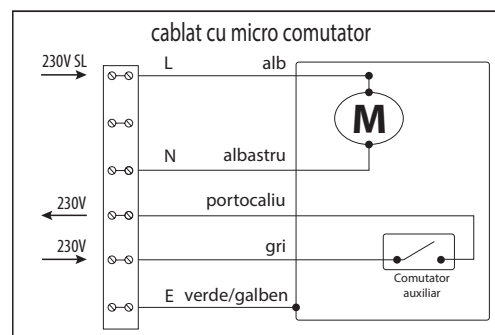 cablat cu micro comutator
230V SL
L
alb
M
N
albastru
230V
portocaliu
230V
gri
Comutator
auxiliar
E
verde/galben